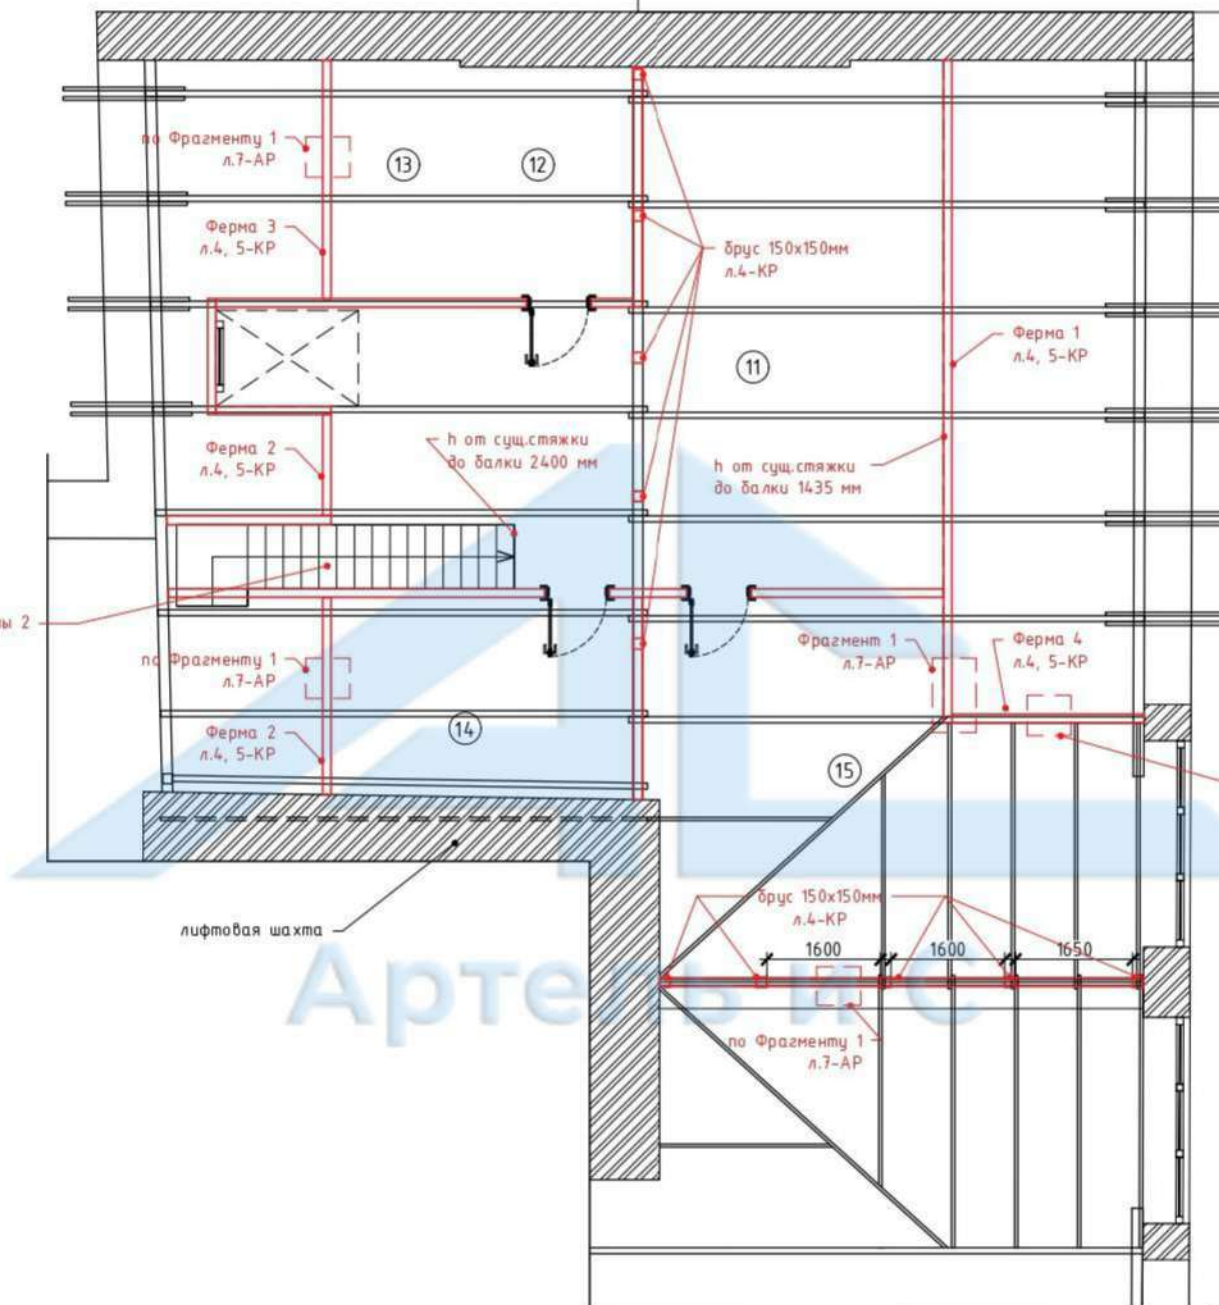 по Фрагменту 1
л.7-АР
13
12
Ферма 3
л.4, 5-КР
брус 150х150мм
л.4-КР
Ферма 1
л.4, 5-КР
11
Ферма 2
л.4, 5-КР
h от сущ.стяжки
до балки 2400 мм
h от сущ.стяжки
до балки 1435 мм
2
по Фрагменту 1
л.7-АР
Фрагмент 1
л.7-АР
Ферма 4
л.4, 5-КР
Ферма 2
л.4, 5-КР
14
15
брус 150х150мм
л.4-КР
лифтовая шахта
1600
1600
1650
Артель и С
по Фрагменту 1
л.7-АР